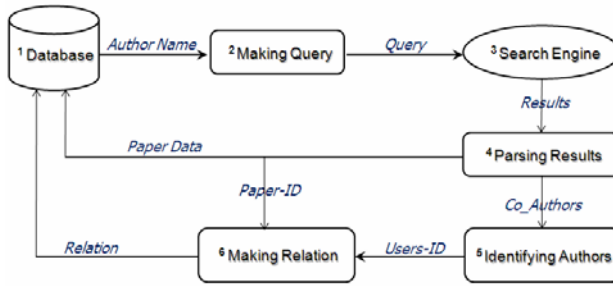 1 Database
Author Name
2 Making Query
Query
3 Search Engine
Results
Paper Data
4 Parsing Results
Paper-ID
Co_Authors
Relation
6 Making Relation
Users-ID
5 Identifying Authors